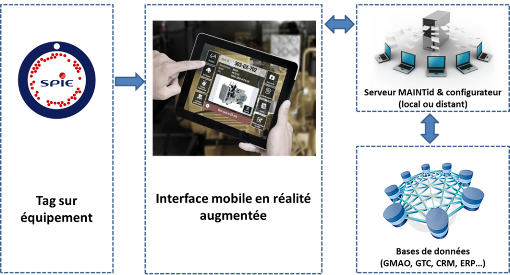 SPIE
Tag sur
équipement
Interface mobile en réalité
augmentée
Serveur MAINTid & configurateur
(local ou distant)
Bases de données
(GMAO, GTC, CRM, ERP...)